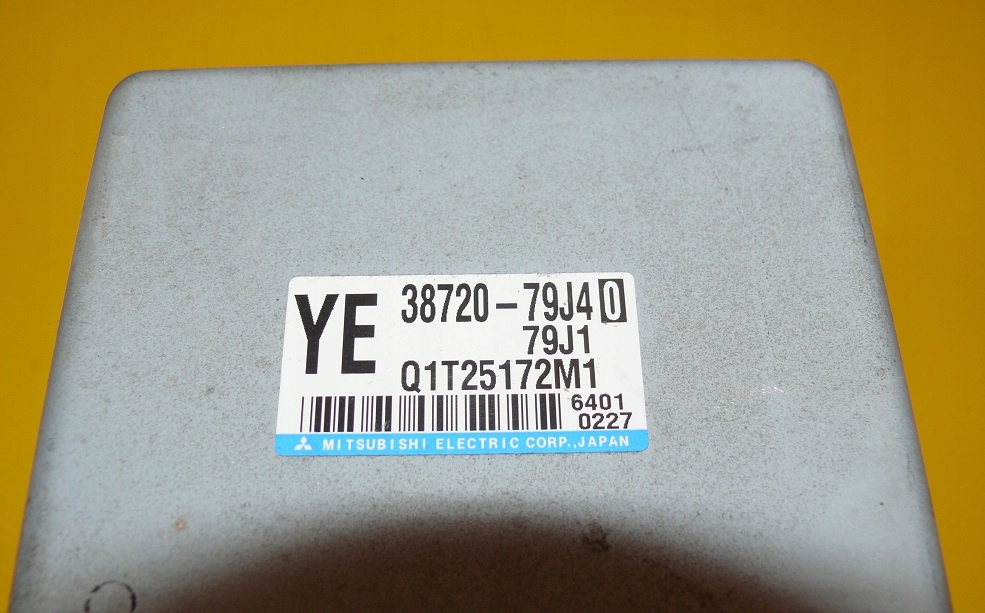 YE 38720-79J40
79J1
Q1T25172M1
6401
0227
MITSUBISHI ELECTRIC CORP.,JAPAN